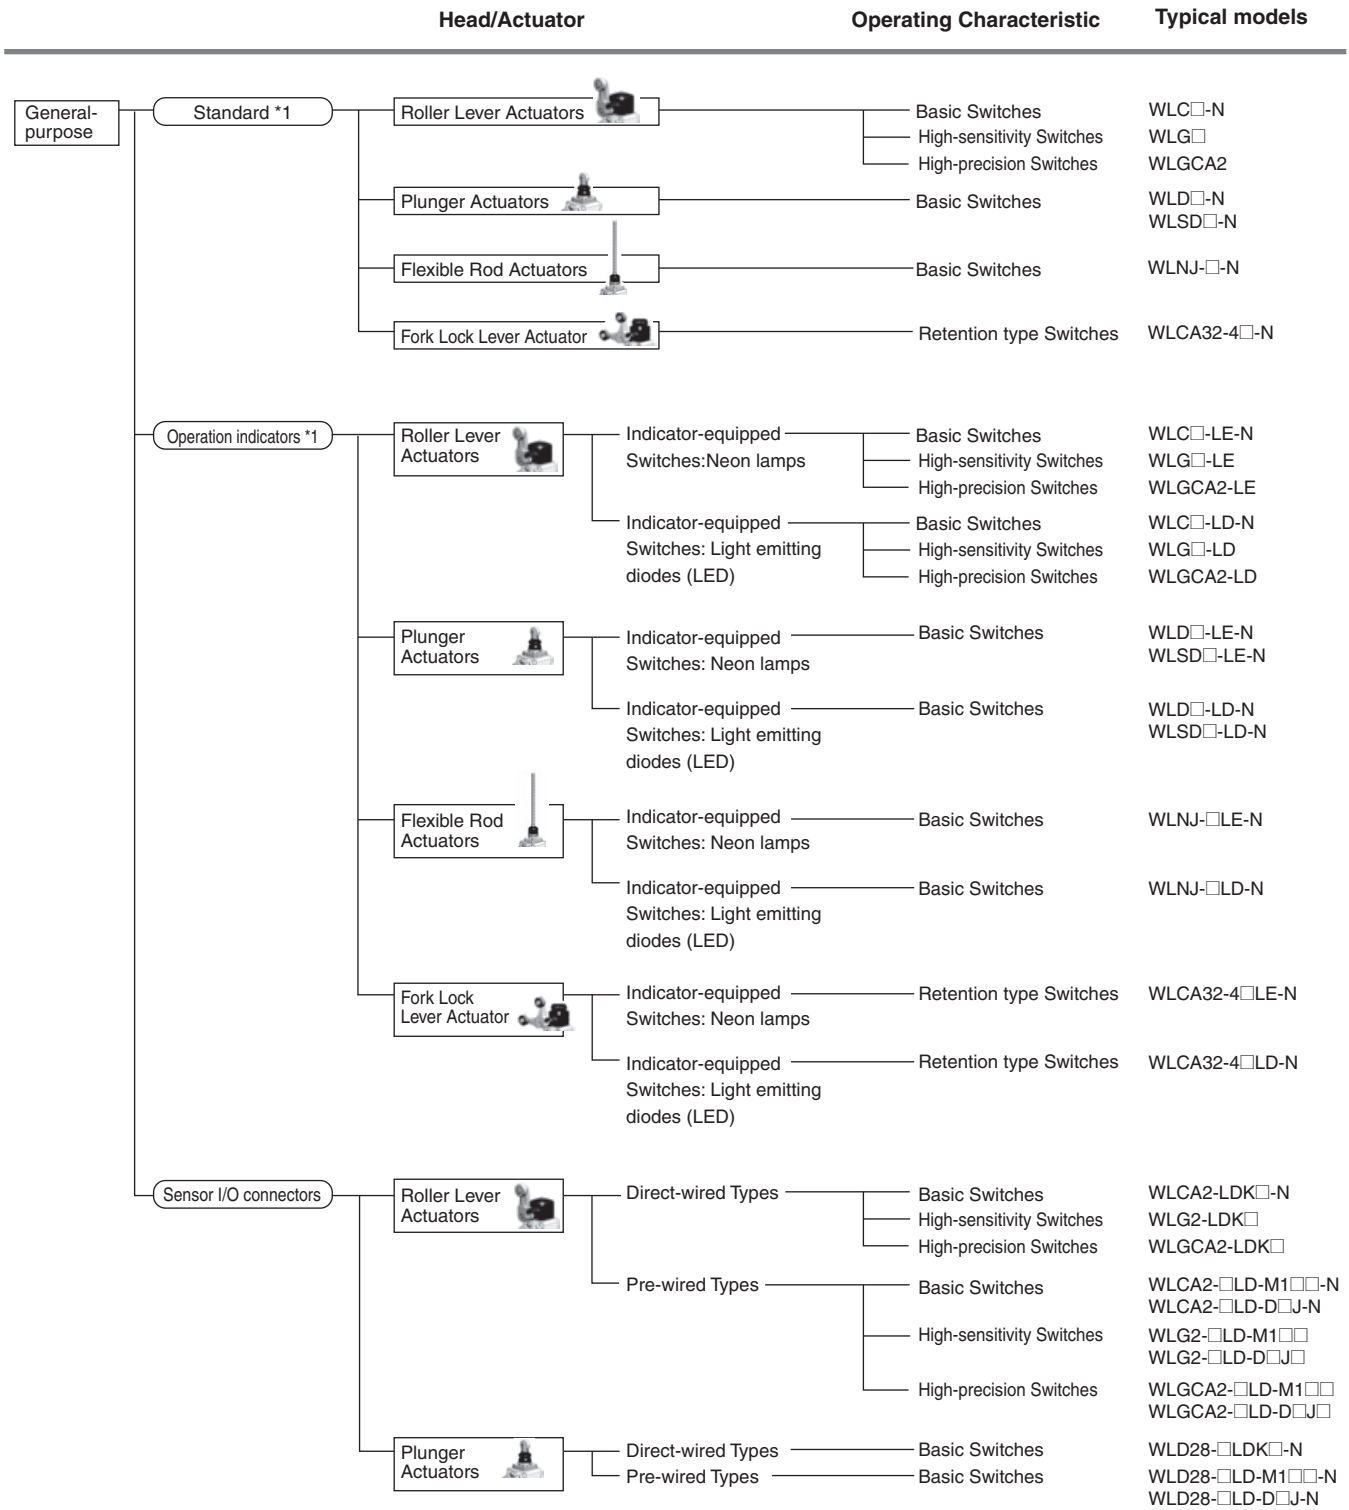 Head/Actuator Operating Characteristic Typical models
General-purpose
Standard *1
Roller Lever Actuators
Basic Switches WLC□-N
High-sensitivity Switches WLG□
High-precision Switches WLGCA2
Plunger Actuators
Basic Switches WLD□-N
WLSD□-N
Flexible Rod Actuators
Basic Switches WLNJ-□-N
Fork Lock Lever Actuator
Retention type Switches WLCA32-4□-N
Operation indicators *1
Roller Lever
Actuators
Indicator-equipped
Switches:Neon lamps
Basic Switches WLC□-LE-N
High-sensitivity Switches WLG□-LE
High-precision Switches WLGCA2-LE
Indicator-equipped
Switches: Light emitting
diodes (LED)
Basic Switches WLC□-LD-N
High-sensitivity Switches WLG□-LD
High-precision Switches WLGCA2-LD
Plunger
Actuators
Indicator-equipped
Switches: Neon lamps
Basic Switches WLD□-LE-N
WLSD□-LE-N
Indicator-equipped
Switches: Light emitting
diodes (LED)
Basic Switches WLD□-LD-N
WLSD□-LD-N
Flexible Rod
Actuators
Indicator-equipped
Switches: Neon lamps
Basic Switches WLNJ-□LE-N
Indicator-equipped
Switches: Light emitting
diodes (LED)
Basic Switches WLNJ-□LD-N
Fork Lock
Lever Actuator
Indicator-equipped
Switches: Neon lamps
Retention type Switches WLCA32-4□LE-N
Indicator-equipped
Switches: Light emitting
diodes (LED)
Retention type Switches WLCA32-4□LD-N
Sensor I/O connectors
Roller Lever
Actuators
Direct-wired Types
Basic Switches WLCA2-LDK□-N
High-sensitivity Switches WLG2-LDK□
High-precision Switches WLGCA2-LDK□
Pre-wired Types
Basic Switches WLCA2-□LD-M1□□-N
WLCA2-□LD-D□J-N
High-sensitivity Switches WLG2-□LD-M1□□
WLG2-□LD-D□J□
High-precision Switches WLGCA2-□LD-M1□□
WLGCA2-□LD-D□J□
Plunger
Actuators
Direct-wired Types Basic Switches WLD28-□LDK□-N
Pre-wired Types Basic Switches WLD28-□LD-M1□□-N
WLD28-□LD-D□J-N